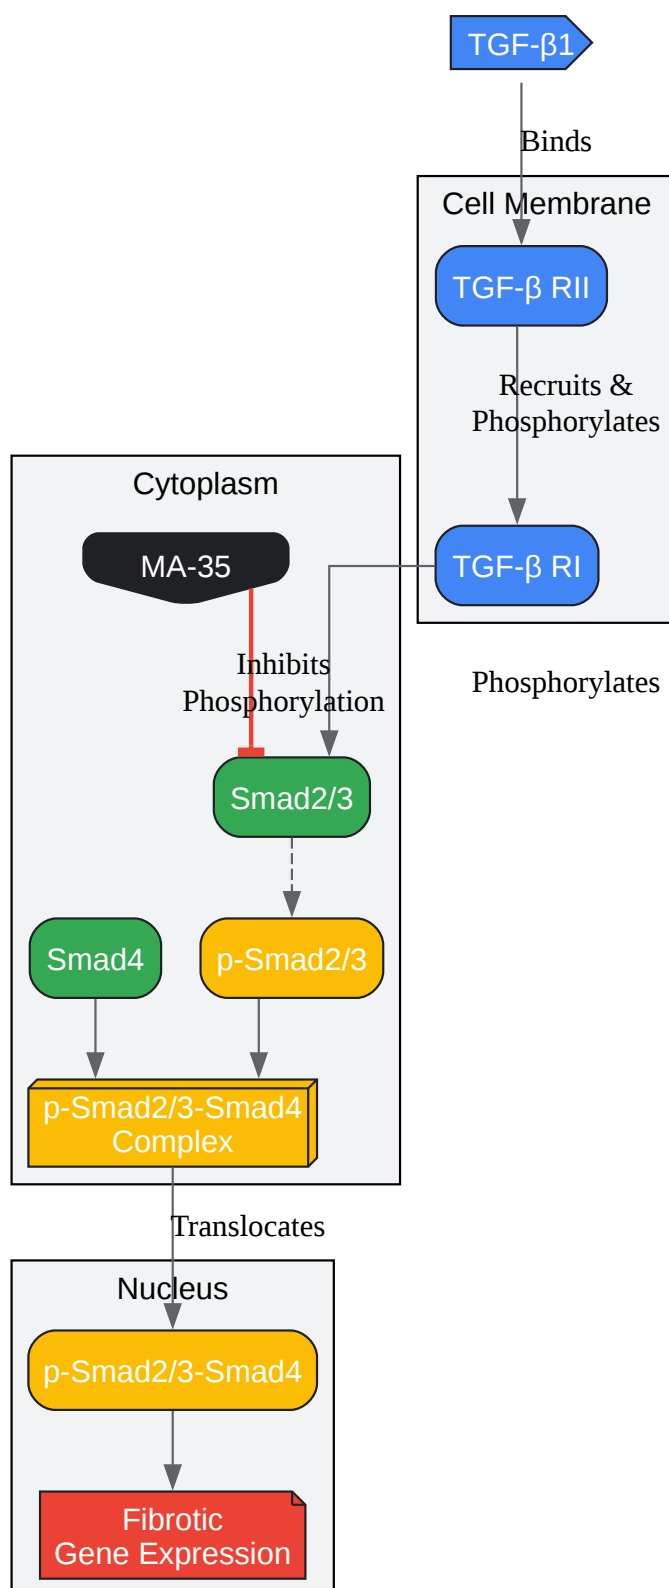 TGF-β1
Binds
Cell Membrane
TGF-β RII
Recruits &
Phosphorylates
Cytoplasm
MA-35
TGF-β RI
Inhibits
Phosphorylation
Phosphorylates
Smad2/3
Smad4
p-Smad2/3
p-Smad2/3-Smad4
Complex
Translocates
Nucleus
p-Smad2/3-Smad4
Fibrotic
Gene Expression